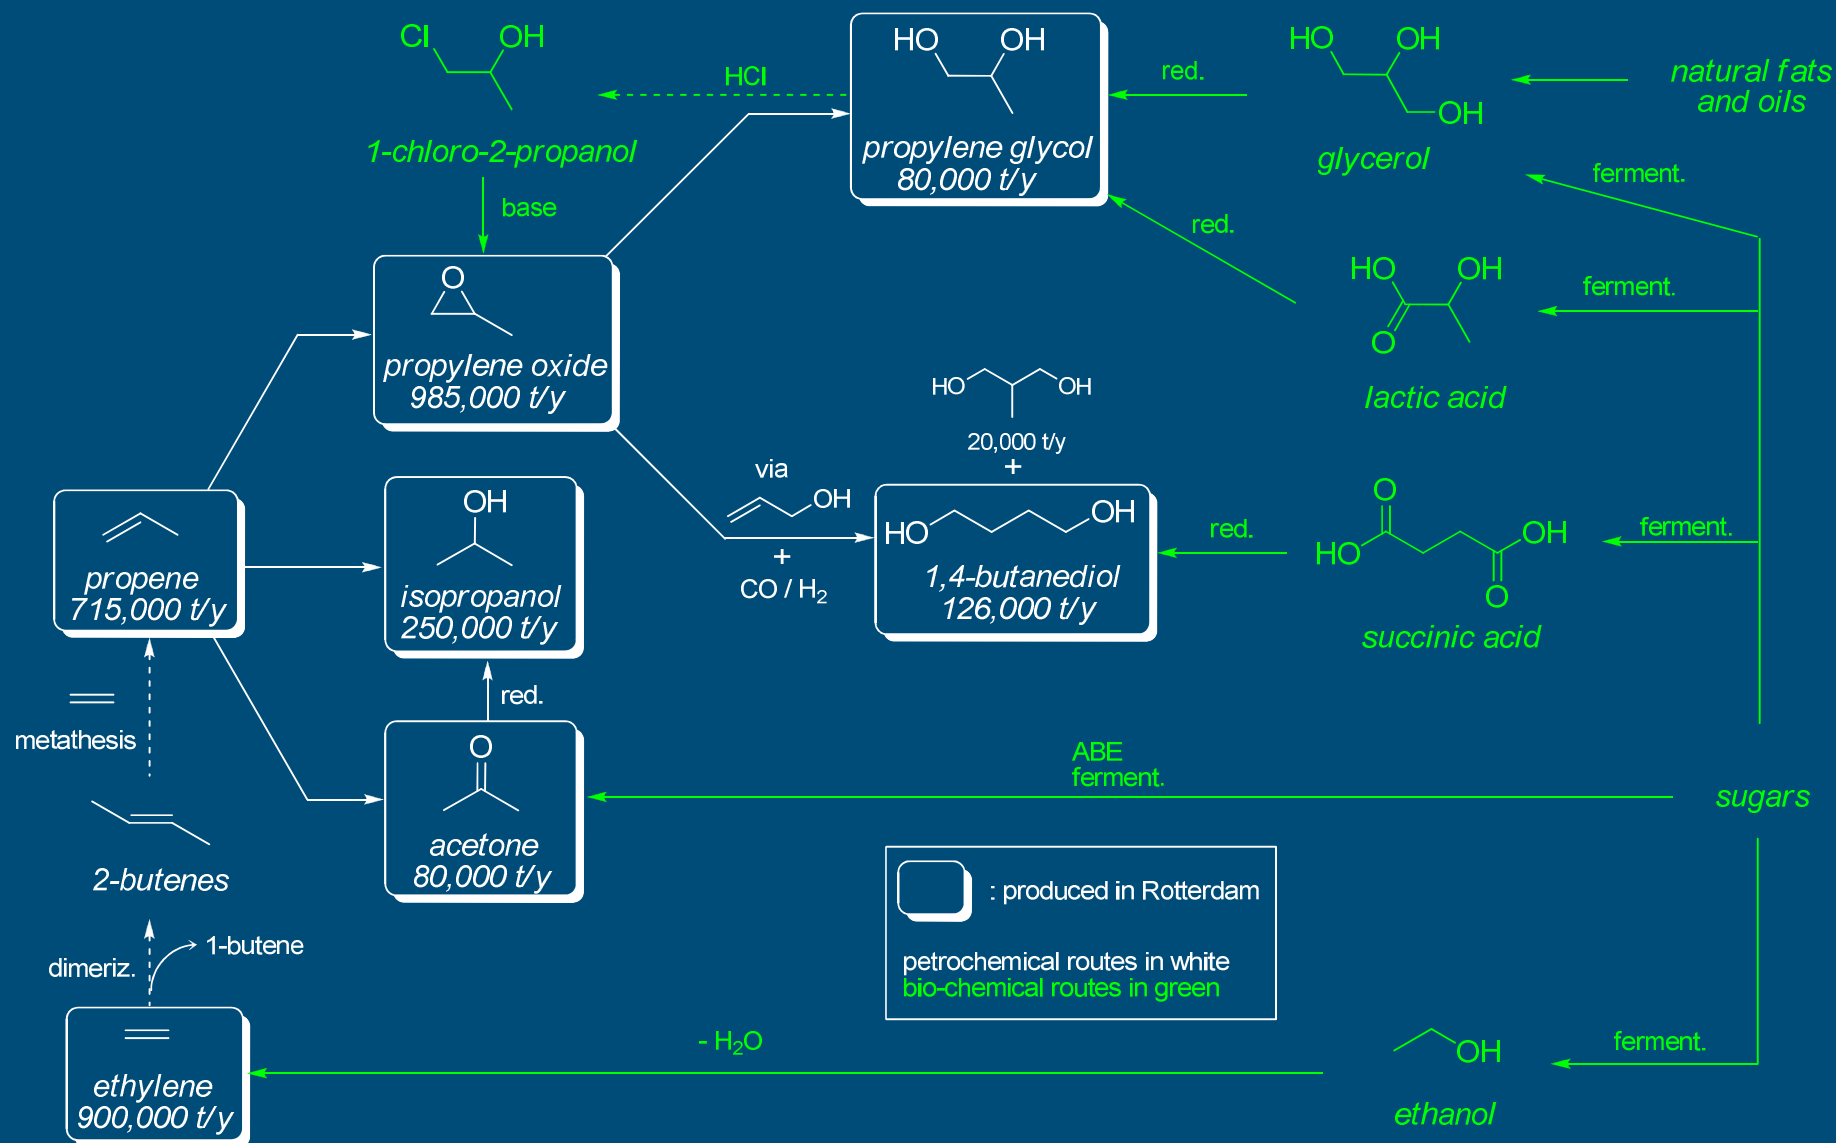 Cl
OH
HCl
1-chloro-2-propanol
base
HO
OH
propylene glycol
80,000 t/y
red.
HO
OH
OH
glycerol
natural fats
and oils
ferment.
red.
O
propylene oxide
985,000 t/y
HO
OH
O
lactic acid
ferment.
HO
OH
20,000 t/y
+
via
OH
+
CO / H₂
HO
OH
1,4-butanediol
126,000 t/y
red.
O
HO
OH
O
succinic acid
ferment.
propene
715,000 t/y
OH
isopropanol
250,000 t/y
red.
metathesis
O
acetone
80,000 t/y
ABE
ferment.
sugars
2-butenes
dimeriz.
1-butene
: produced in Rotterdam
petrochemical routes in white
bio-chemical routes in green
ethylene
900,000 t/y
- H₂O
OH
ethanol
ferment.